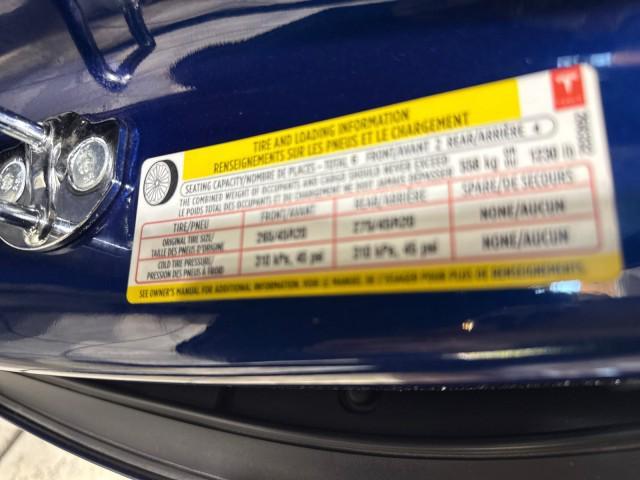 TIRE AND LOADING INFORMATION
RENSEIGNEMENTS SUR LES PNEUS ET LE CHARGEMENT
SEATING CAPACITY/NOMBRE DE PLACES - TOTAL 6 FRONT/AVANT 2 REAR/ARRIÈRE 4
THE COMBINED WEIGHT OF OCCUPANTS AND CARGO SHOULD NEVER EXCEED
LE POIDS TOTAL DES OCCUPANTS ET DU CHARGEMENT NE DOIT JAMAIS DÉPASSER
558 kg OR OU 1230 lb
TIRE/PNEU FRONT/AVANT REAR/ARRIÈRE SPARE/DE SECOURS
ORIGINAL TIRE SIZE/
TAILLE DES PNEUS D'ORIGINE
265/45R20 275/45R20 NONE/AUCUN
COLD TIRE PRESSURE/
PRESSION DES PNEUS À FROID
310 kPa, 45 psi 310 kPa, 45 psi NONE/AUCUN
SEE OWNER'S MANUAL FOR ADDITIONAL INFORMATION. VOIR LE MANUEL DE L'USAGER POUR PLUS DE RENSEIGNEMENTS.